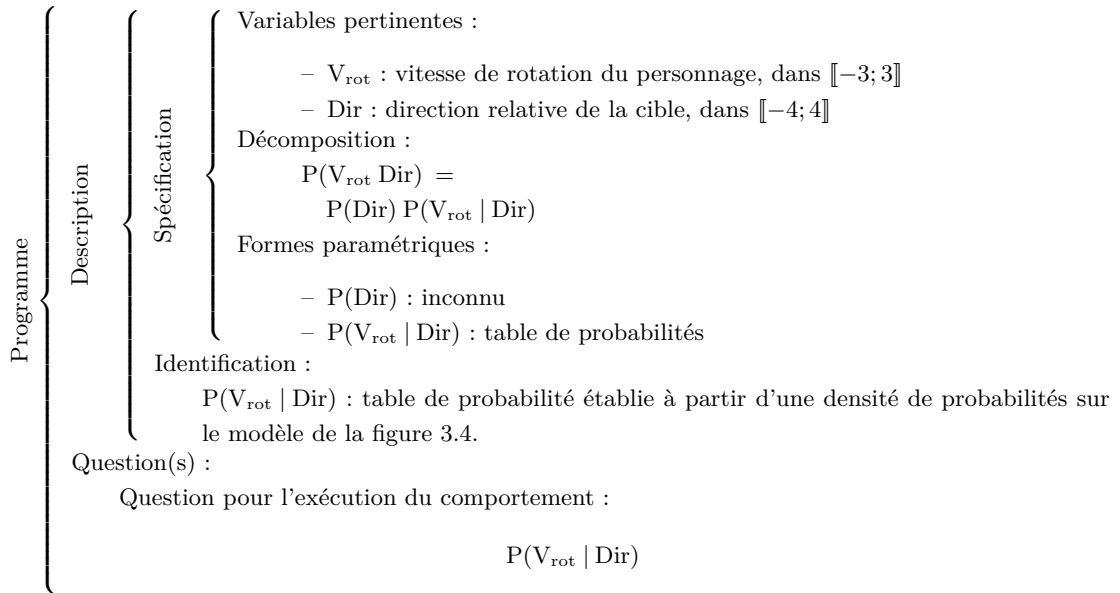 Programme
Description
Spécification
Variables pertinentes :
– V_rot : vitesse de rotation du personnage, dans ⟦−3; 3⟧
– Dir : direction relative de la cible, dans ⟦−4; 4⟧
Décomposition :
P(V_rot Dir) =
P(Dir) P(V_rot | Dir)
Formes paramétriques :
– P(Dir) : inconnu
– P(V_rot | Dir) : table de probabilités
Identification :
P(V_rot | Dir) : table de probabilité établie à partir d'une densité de probabilités sur
le modèle de la figure 3.4.
Question(s) :
Question pour l'exécution du comportement :
P(V_rot | Dir)